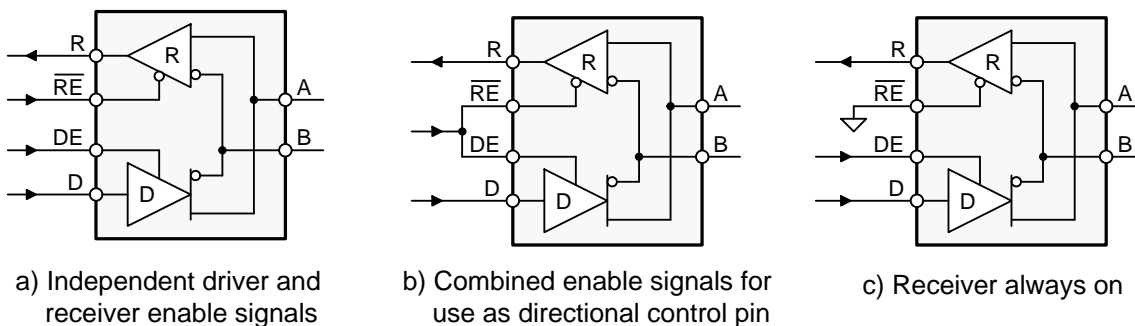 R
R
RE
A
DE
B
D
D
a) Independent driver and
receiver enable signals
R
R
RE
A
DE
B
D
D
b) Combined enable signals for
use as directional control pin
R
R
RE
A
DE
B
D
D
c) Receiver always on